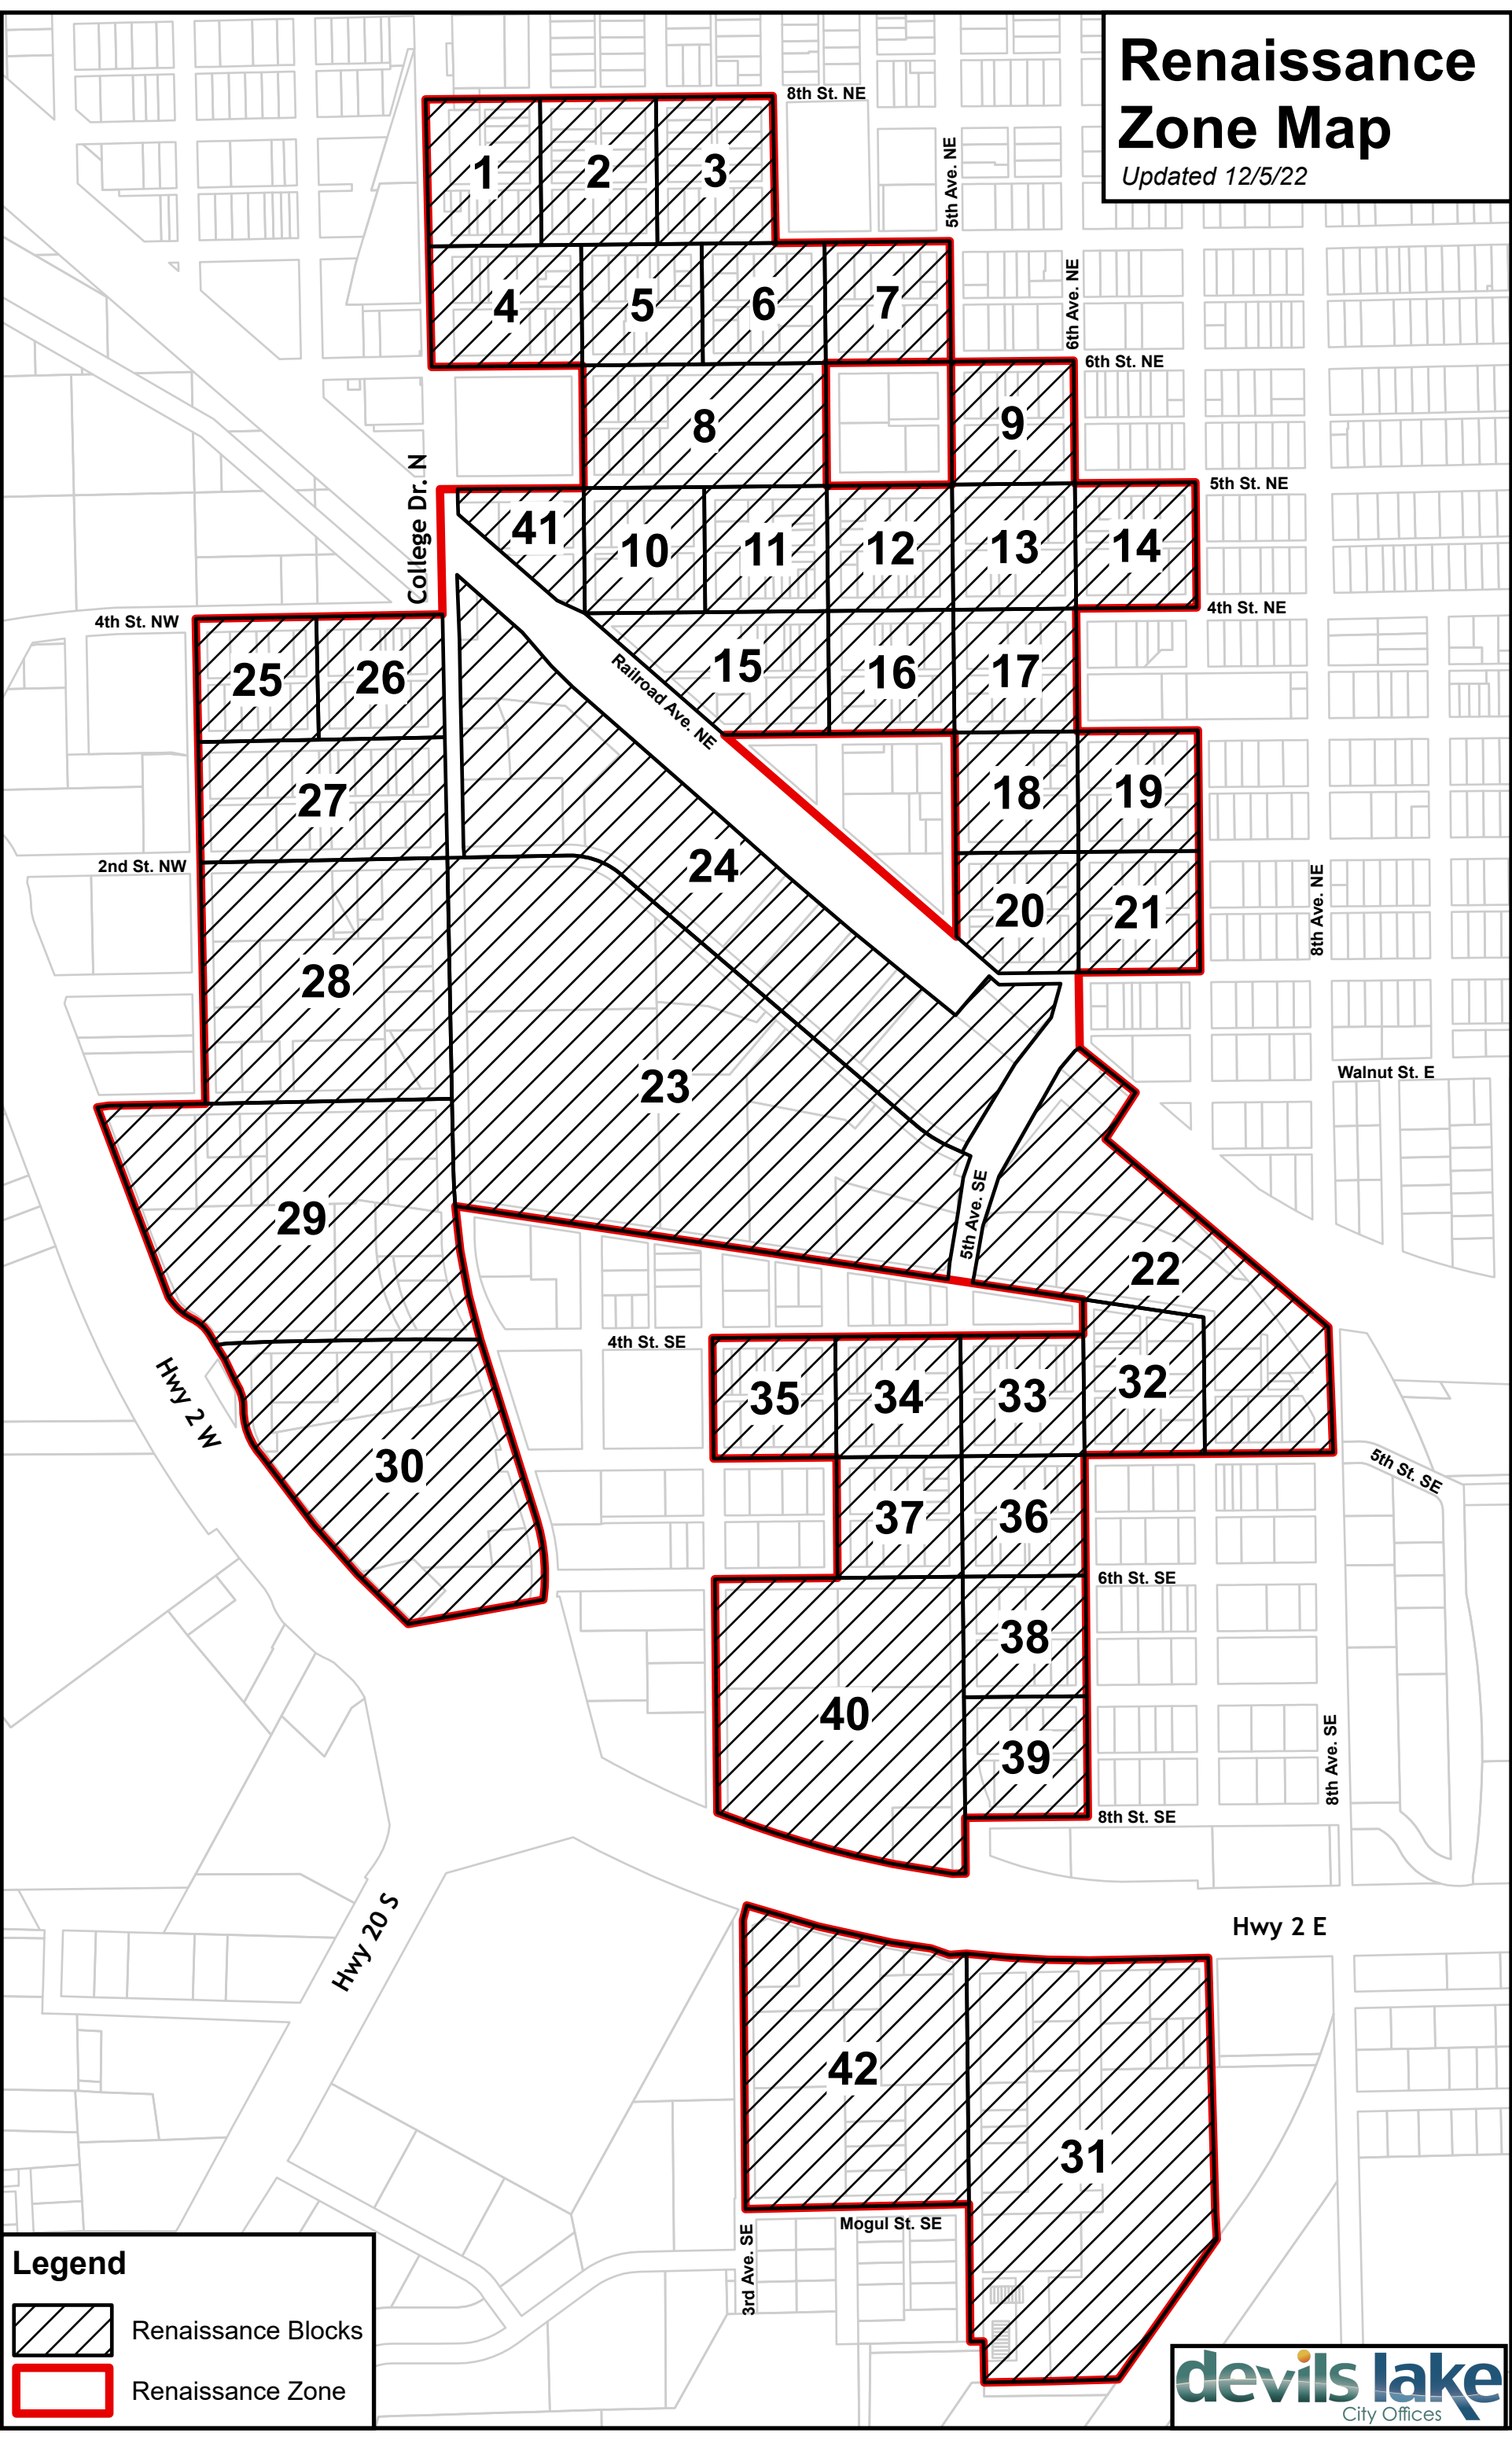 Renaissance
Zone Map
Updated 12/5/22
8th St. NE
5th Ave. NE
1
2
3
6th Ave. NE
4
5
6
7
6th St. NE
8
9
College Dr. N
5th St. NE
41
10
11
12
13
14
4th St. NW
4th St. NE
25
26
Railroad Ave. NE
15
16
17
27
18
19
2nd St. NW
24
20
21
8th Ave. NE
28
23
Walnut St. E
29
5th Ave. SE
22
4th St. SE
Hwy 2 W
35
34
33
32
30
5th St. SE
37
36
6th St. SE
38
40
39
8th Ave. SE
8th St. SE
Hwy 20 S
Hwy 2 E
42
31
Mogul St. SE
3rd Ave. SE
Legend
Renaissance Blocks
Renaissance Zone
devils lake
City Offices